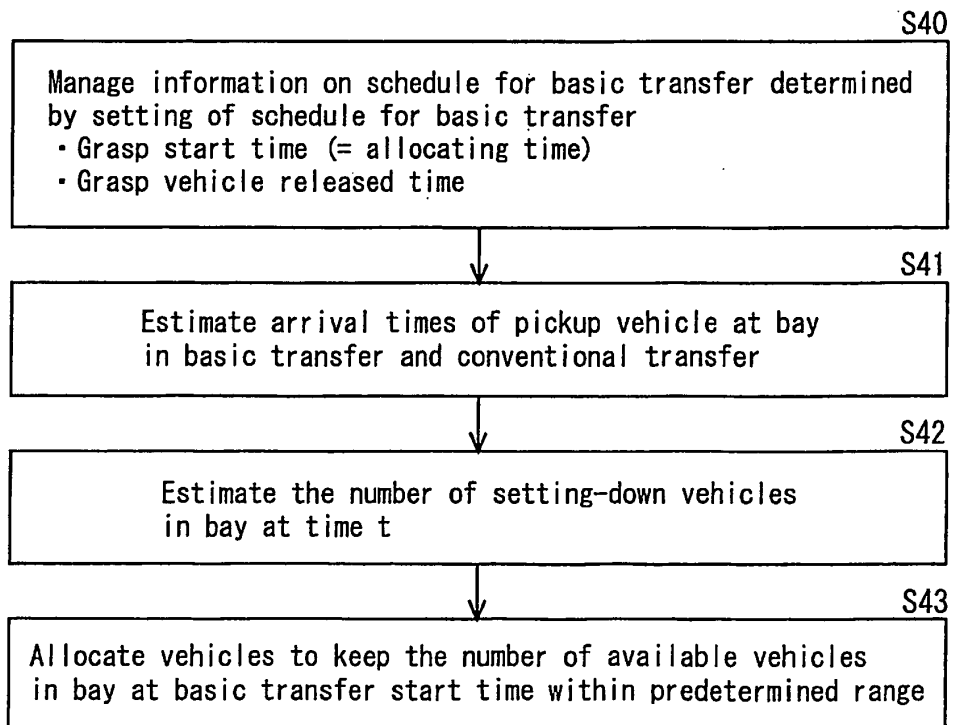 S40
Manage information on schedule for basic transfer determined
by setting of schedule for basic transfer
・Grasp start time (= allocating time)
・Grasp vehicle released time
S41
Estimate arrival times of pickup vehicle at bay
in basic transfer and conventional transfer
S42
Estimate the number of setting-down vehicles
in bay at time t
S43
Allocate vehicles to keep the number of available vehicles
in bay at basic transfer start time within predetermined range